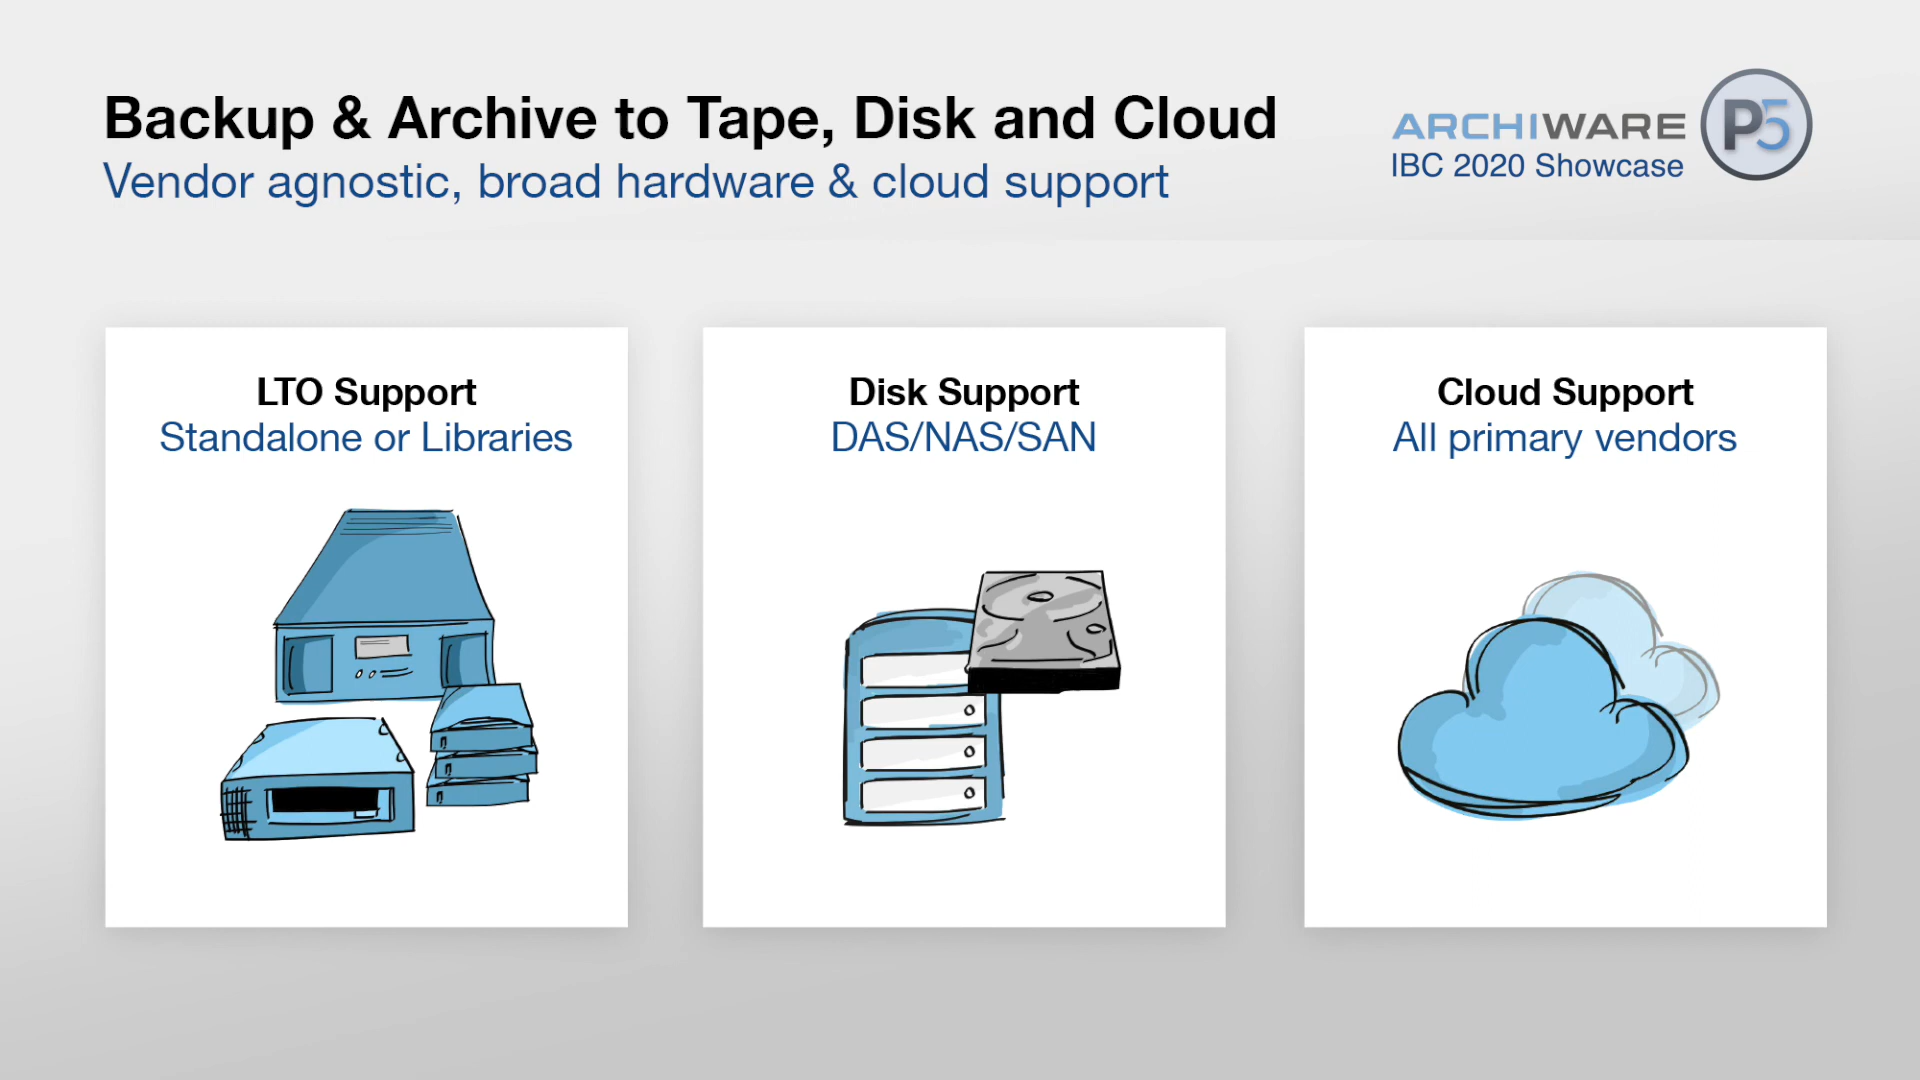 Backup & Archive to Tape, Disk and Cloud
Vendor agnostic, broad hardware & cloud support
ARCHIWARE
IBC 2020 Showcase
P5
LTO Support
Standalone or Libraries
Disk Support
DAS/NAS/SAN
Cloud Support
All primary vendors